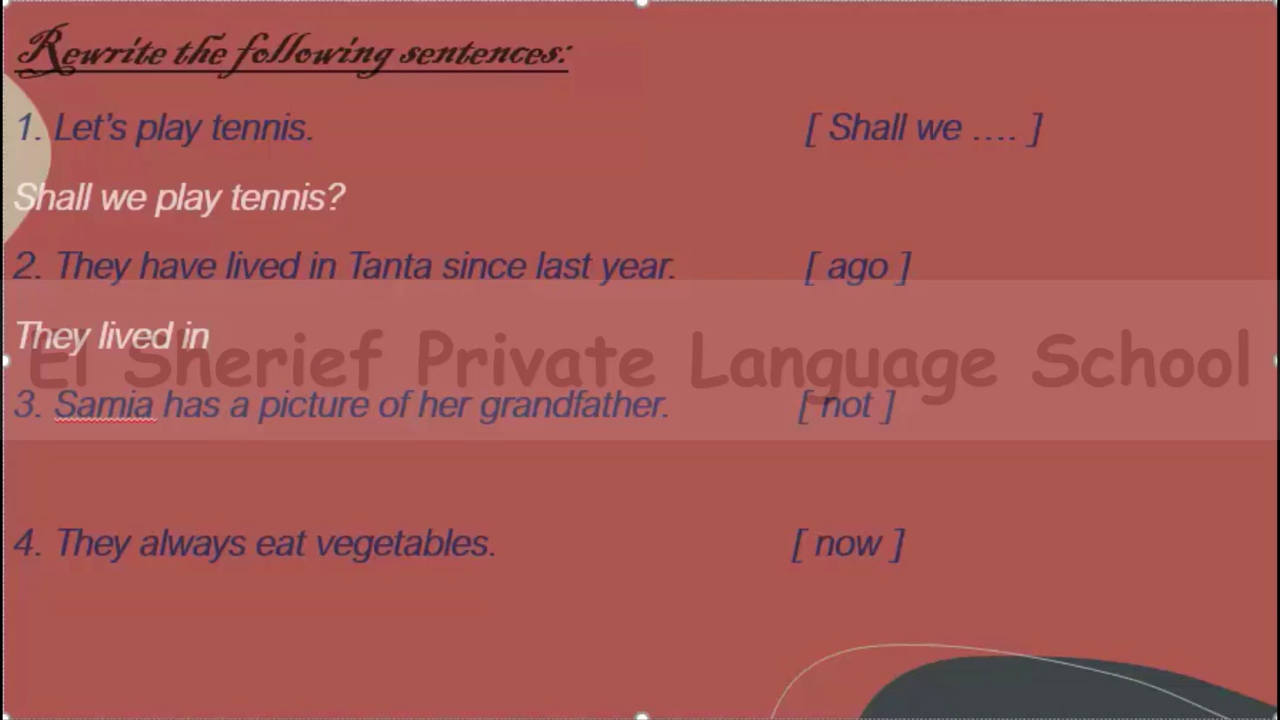 Rewrite the following sentences:
1. Let's play tennis. [ Shall we .... ]
Shall we play tennis?
2. They have lived in Tanta since last year. [ ago ]
They lived in
El Sherief Private Language School
3. Samia has a picture of her grandfather. [ not ]
4. They always eat vegetables. [ now ]